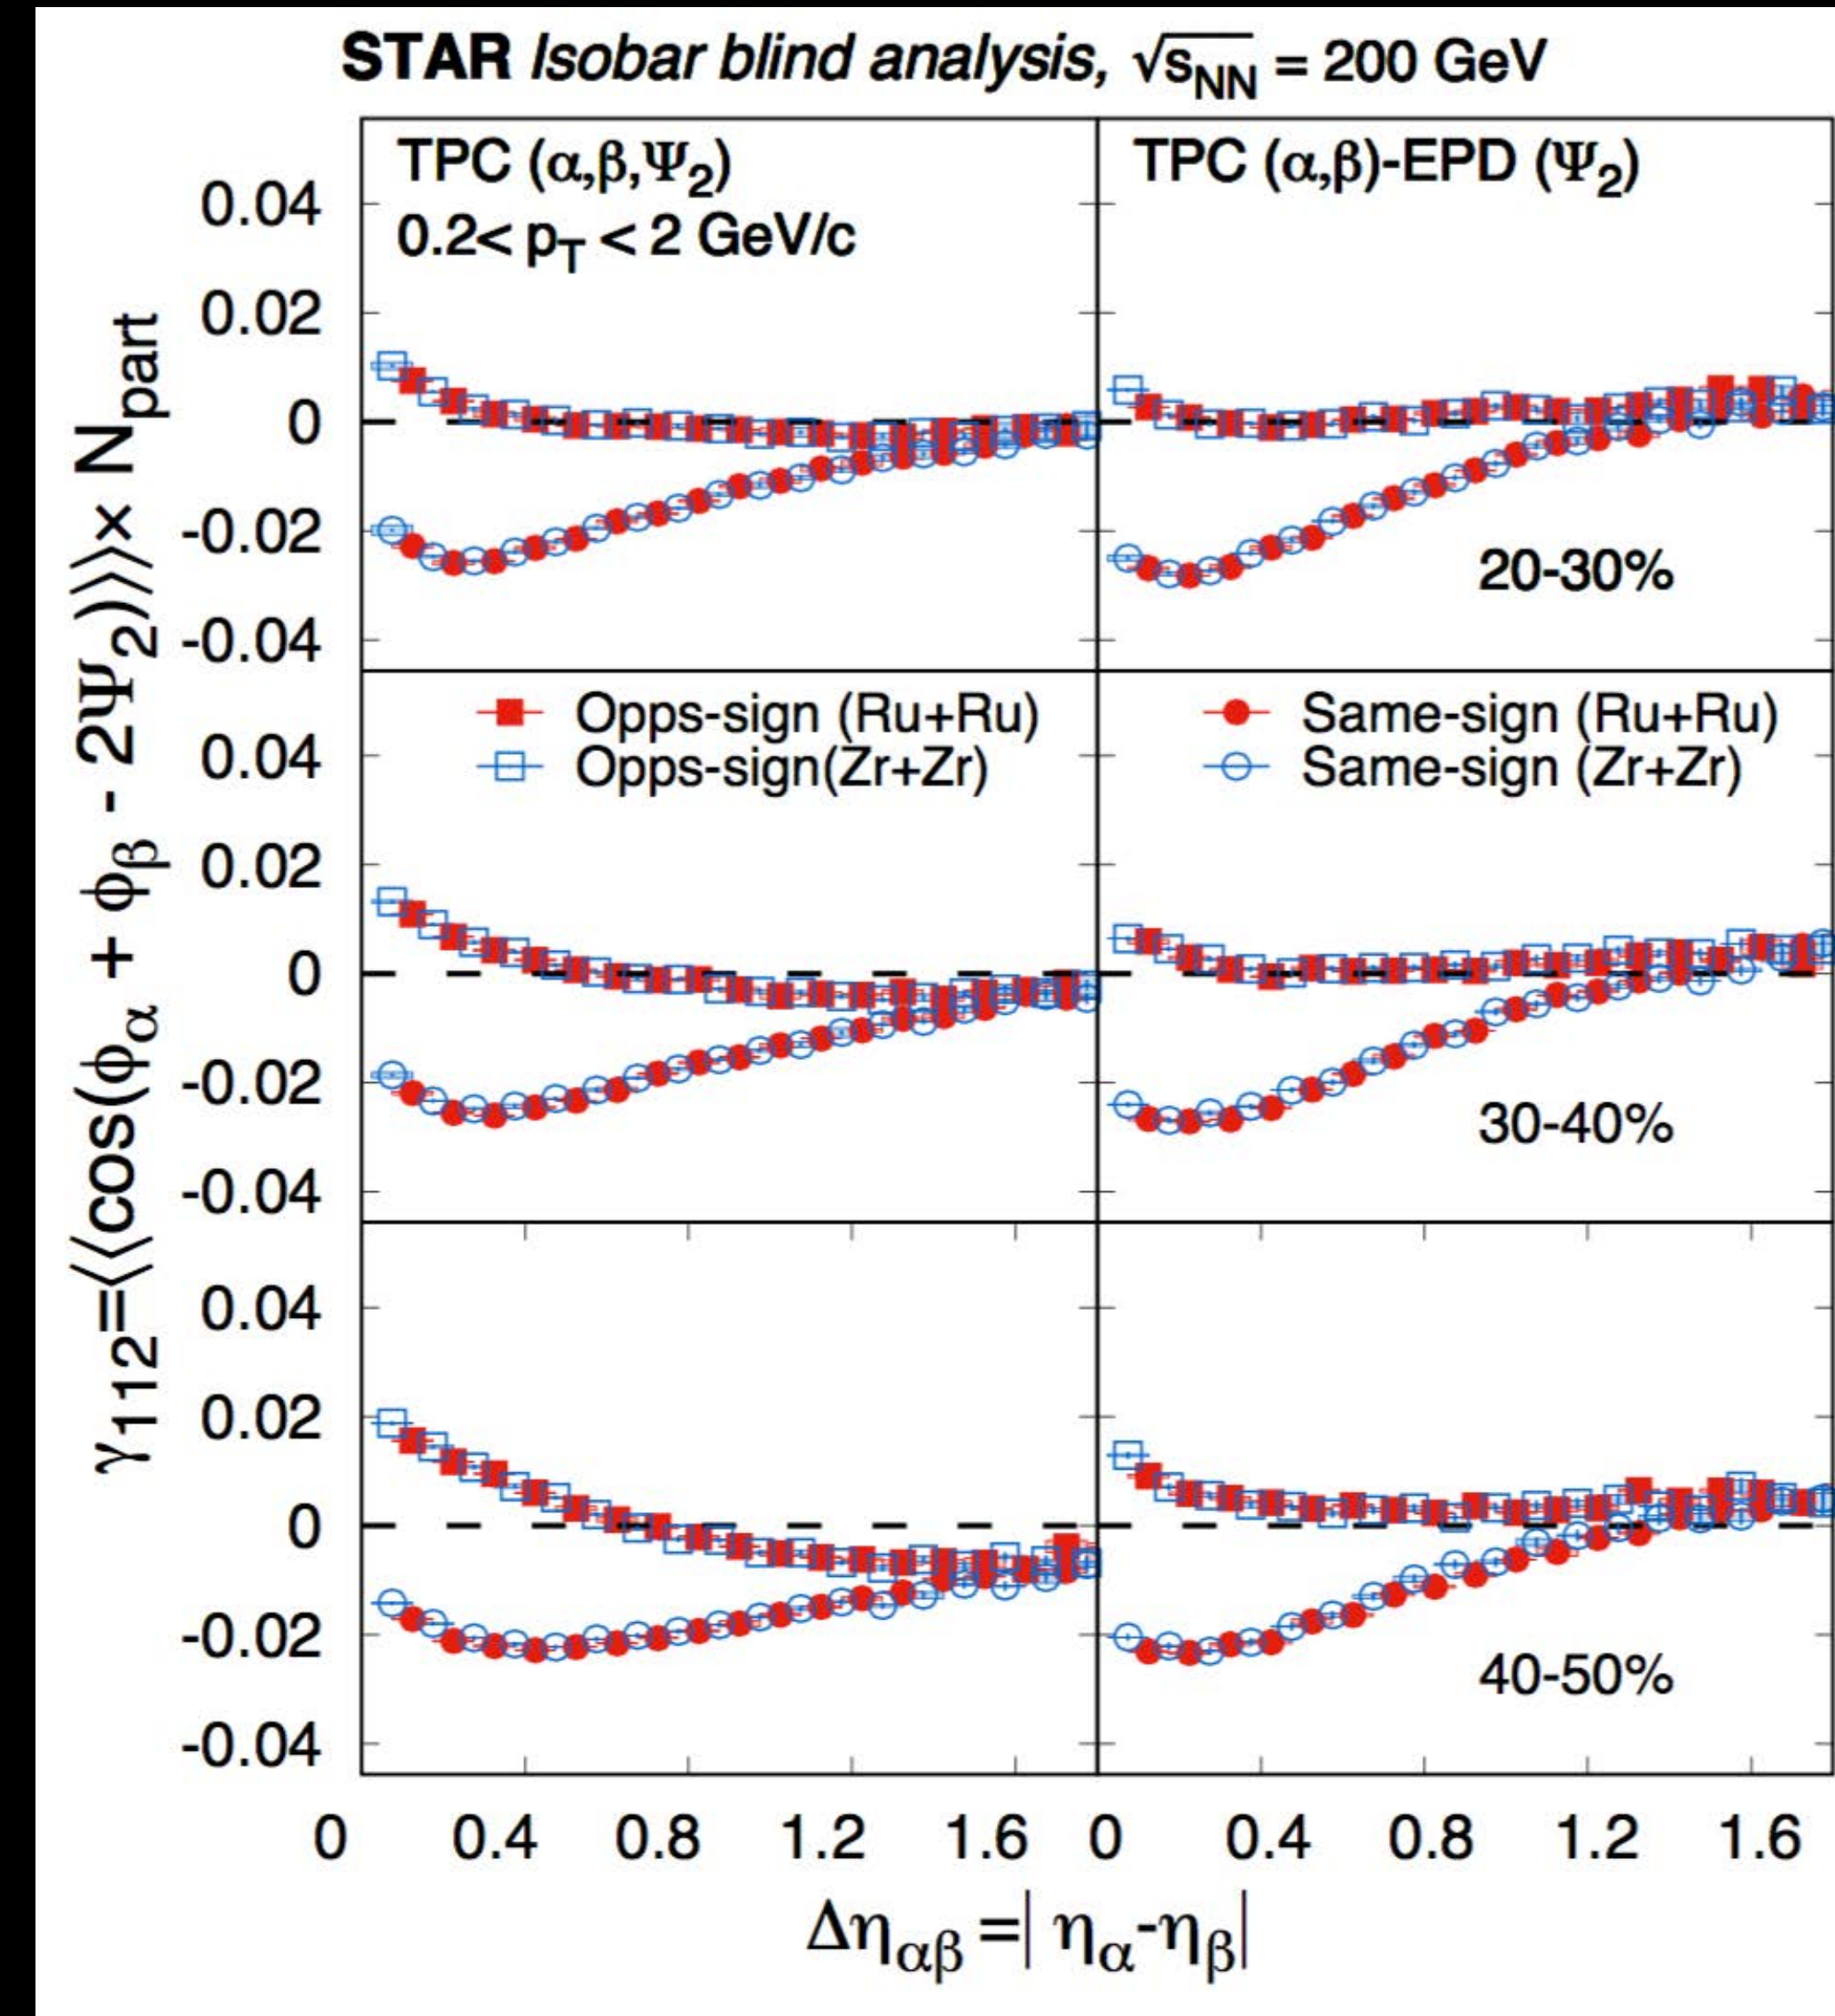 STAR Isobar blind analysis, √sNN = 200 GeV
TPC (α,β,Ψ2)
0.2< pT < 2 GeV/c
TPC (α,β)-EPD (Ψ2)
0.04
0.02
0
-0.02
-0.04
20-30%
Opps-sign (Ru+Ru)
Opps-sign(Zr+Zr)
Same-sign (Ru+Ru)
Same-sign (Zr+Zr)
0.04
0.02
0
-0.02
-0.04
30-40%
0.04
0.02
0
-0.02
-0.04
40-50%
γ112=⟨⟨cos(ϕα + ϕβ - 2Ψ2)⟩⟩× Npart
0 0.4 0.8 1.2 1.6 0 0.4 0.8 1.2 1.6
Δηαβ =| ηα-ηβ|